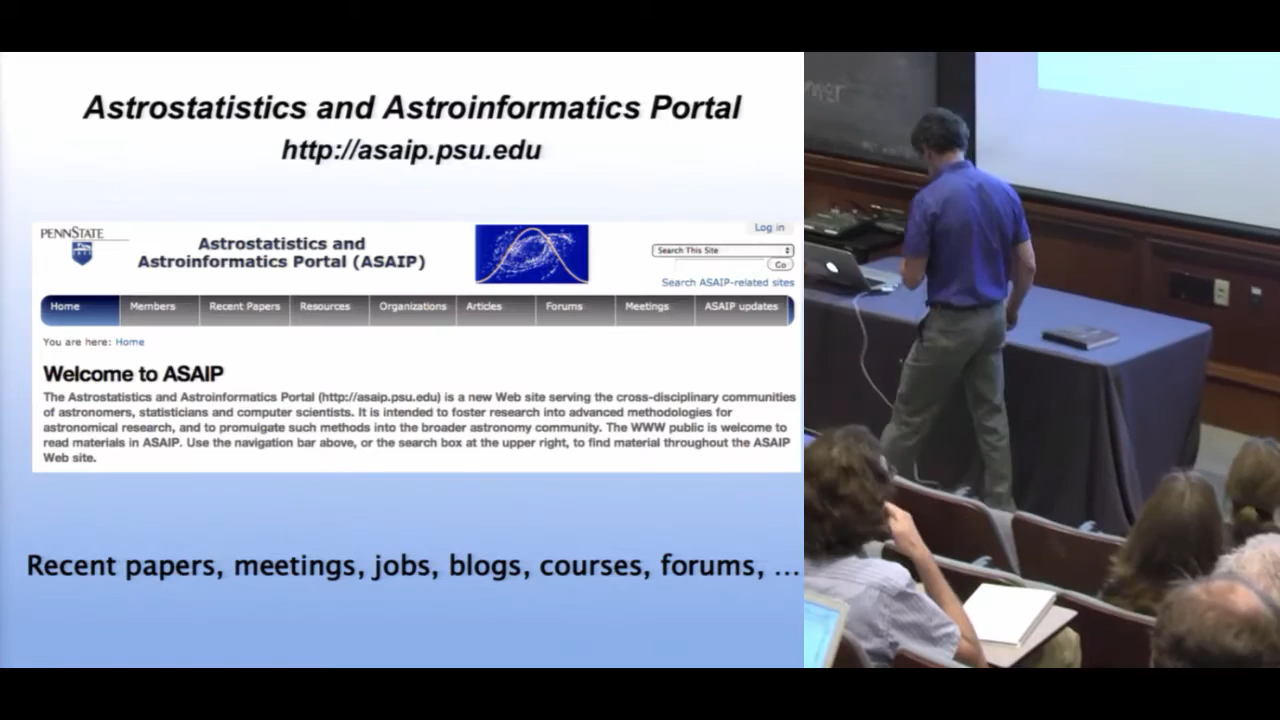 Astrostatistics and Astroinformatics Portal
http://asaip.psu.edu
PENNSTATE
Astrostatistics and
Astroinformatics Portal (ASAIP)
Log in
Search This Site
Go
Search ASAIP-related sites
Home Members Recent Papers Resources Organizations Articles Forums Meetings ASAIP updates
You are here: Home
Welcome to ASAIP
The Astrostatistics and Astroinformatics Portal (http://asaip.psu.edu) is a new Web site serving the cross-disciplinary communities
of astronomers, statisticians and computer scientists. It is intended to foster research into advanced methodologies for
astronomical research, and to promulgate such methods into the broader astronomy community. The WWW public is welcome to
read materials in ASAIP. Use the navigation bar above, or the search box at the upper right, to find material throughout the ASAIP
Web site.
Recent papers, meetings, jobs, blogs, courses, forums, ...